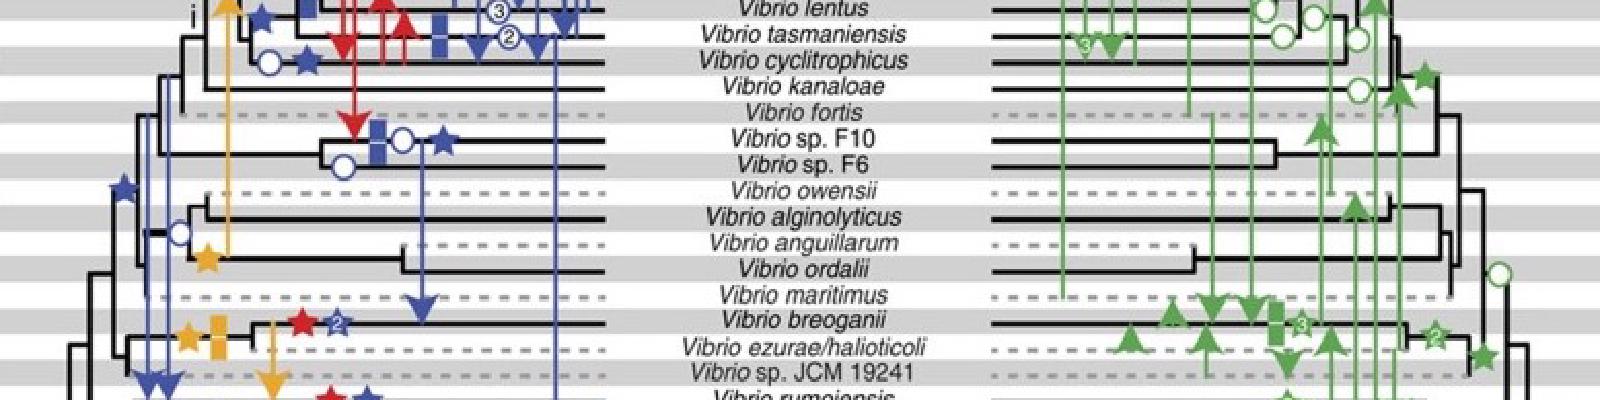 i
3
Vibrio lentus
2
Vibrio tasmaniensis
3
Vibrio cyclitrophicus
Vibrio kanaloae
Vibrio fortis
Vibrio sp. F10
Vibrio sp. F6
Vibrio owensii
Vibrio alginolyticus
Vibrio anguillarum
Vibrio ordalii
Vibrio maritimus
2
Vibrio breoganii
3
2
Vibrio ezurae/halioticoli
Vibrio sp. JCM 19241
Vibrio rumoiensis